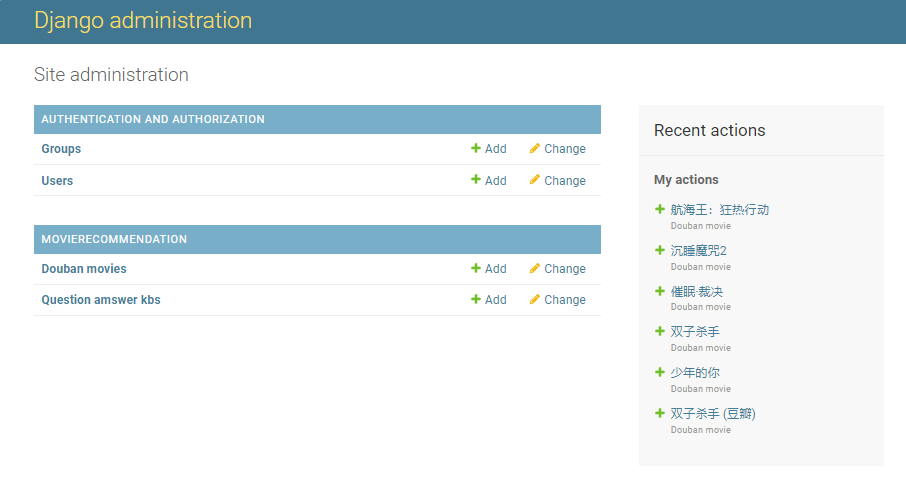 Django administration
Site administration
AUTHENTICATION AND AUTHORIZATION
Groups Add Change
Users Add Change
MOVIERECOMMENDATION
Douban movies Add Change
Question amswer kbs Add Change
Recent actions
My actions
航海王：狂热行动
Douban movie
沉睡魔咒2
Douban movie
催眠·裁决
Douban movie
双子杀手
Douban movie
少年的你
Douban movie
双子杀手 (豆瓣)
Douban movie